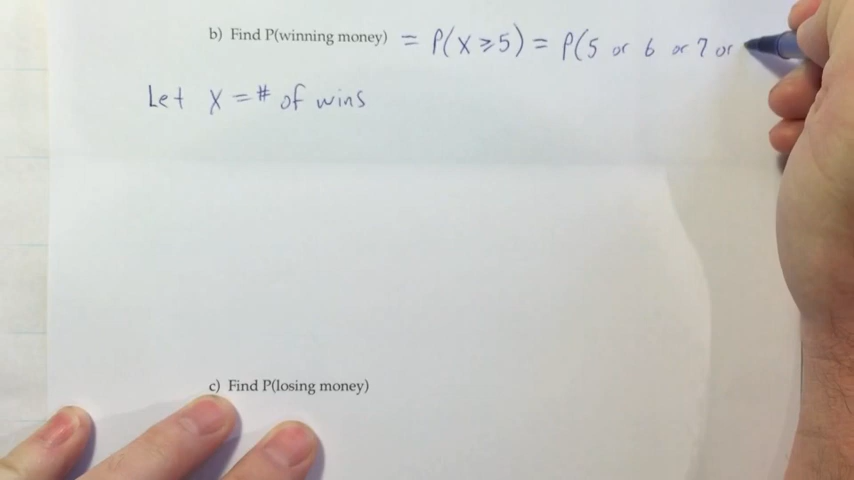 b) Find P(winning money) = P(X ≥ 5) = P(5 or 6 or 7 or
Let X = # of wins
c) Find P(losing money)